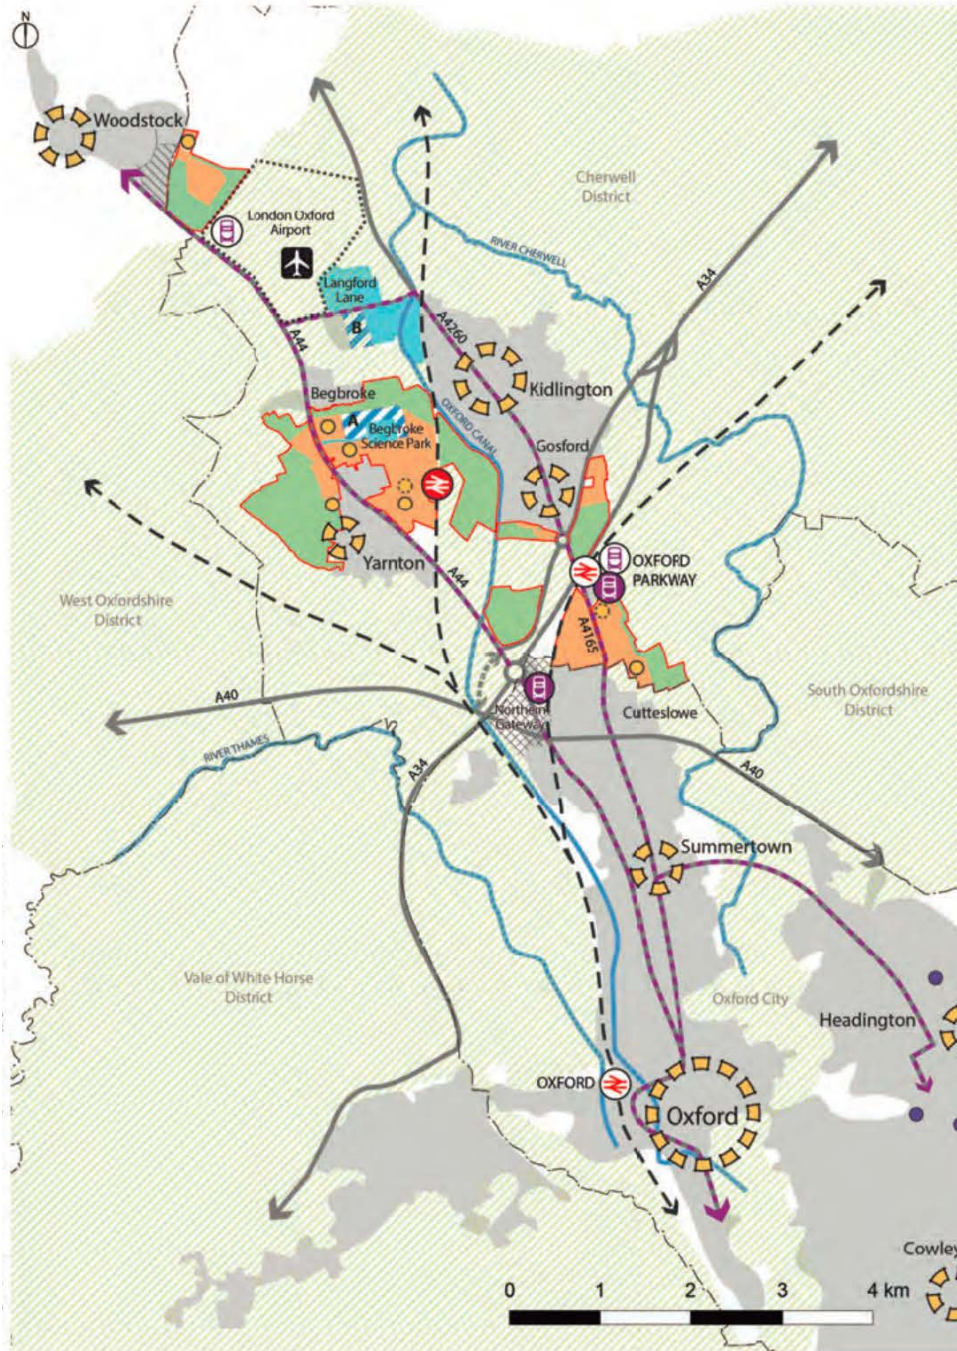 N
Woodstock
Cherwell
District
London Oxford
Airport
RIVER CHERWELL
A34
Langford
Lane
B
A44
A4260
Kidlington
Begbroke
OXFORD CANAL
A
Begbroke
Science Park
Gosford
Yarnton
OXFORD
PARKWAY
A44
West Oxfordshire
District
A4165
A40
Northern
Gateway
Cutteslowe
South Oxfordshire
District
RIVER THAMES
A34
A40
Summertown
Vale of White Horse
District
Oxford City
Headington
OXFORD
Oxford
Cowley
0 1 2 3 4 km